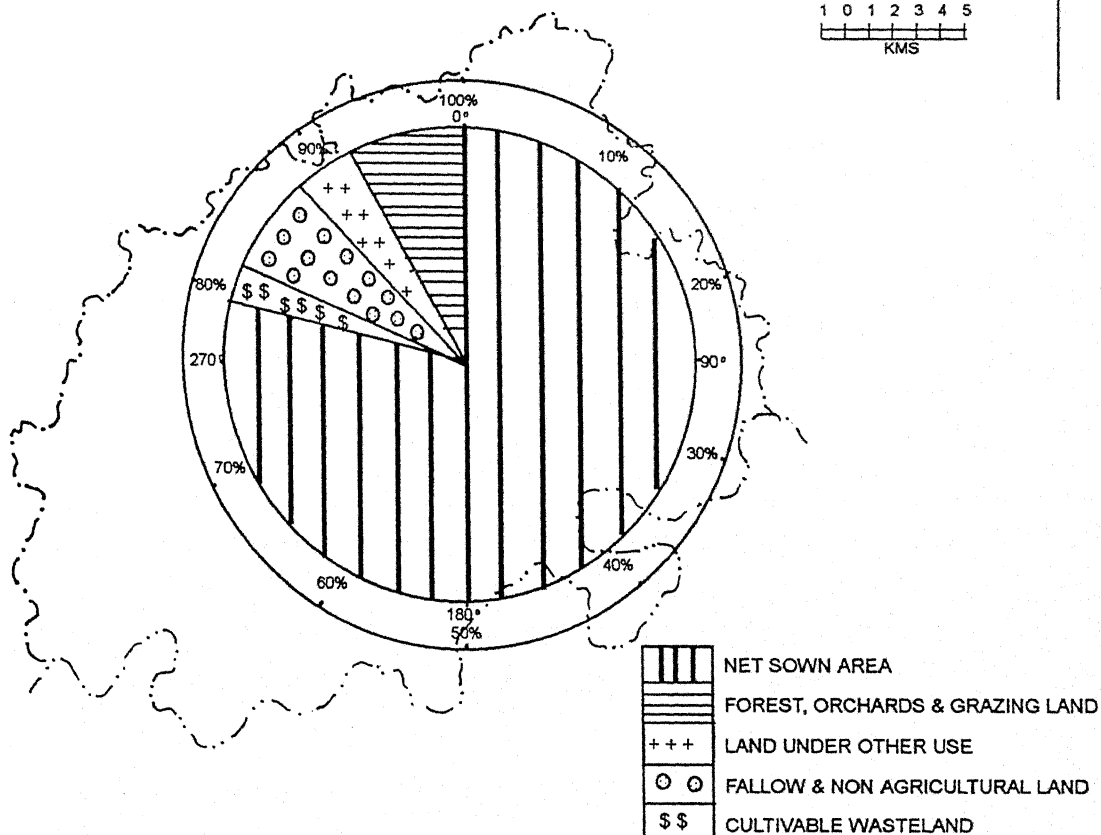 1 0 1 2 3 4 5
KMS
100%
0°
90%
10%
80%
20%
270°
90°
70%
30%
60%
40%
180°
50%
NET SOWN AREA
FOREST, ORCHARDS & GRAZING LAND
+++ LAND UNDER OTHER USE
FALLOW & NON AGRICULTURAL LAND
$$ CULTIVABLE WASTELAND